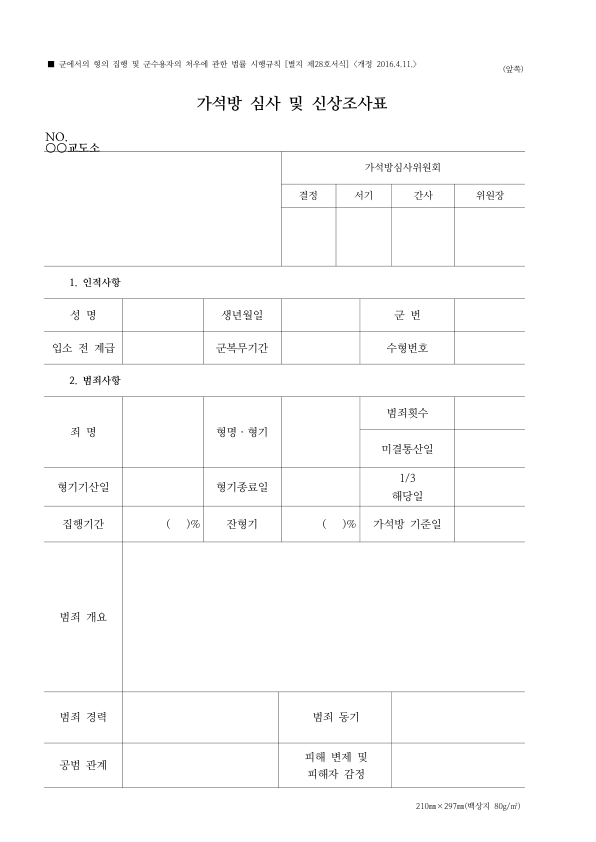 ■ 군에서의 형의 집행 및 군수용자의 처우에 관한 법률 시행규칙 [별지 제28호서식] <개정 2016.4.11.>
(앞쪽)
가석방 심사 및 신상조사표
NO.
○○교도소
가석방심사위원회
결정 서기 간사 위원장
1. 인적사항
성 명 생년월일 군 번
입소 전 계급 군복무기간 수형번호
2. 범죄사항
죄 명 형명ㆍ형기 범죄횟수
미결통산일
형기기산일 형기종료일 1/3
해당일
집행기간 ( )% 잔형기 ( )% 가석방 기준일
범죄 개요
범죄 경력 범죄 동기
공범 관계 피해 변제 및
피해자 감정
210㎜×297㎜(백상지 80g/㎡)